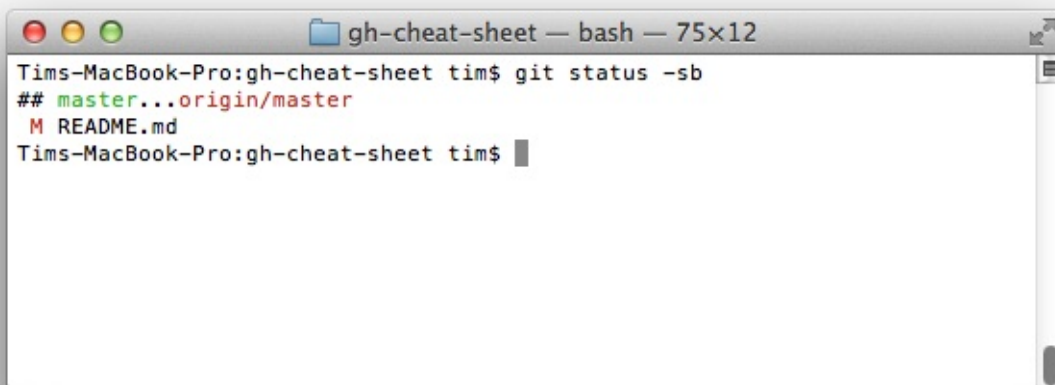 gh-cheat-sheet — bash — 75×12
Tims-MacBook-Pro:gh-cheat-sheet tim$ git status -sb
## master...origin/master
 M README.md
Tims-MacBook-Pro:gh-cheat-sheet tim$